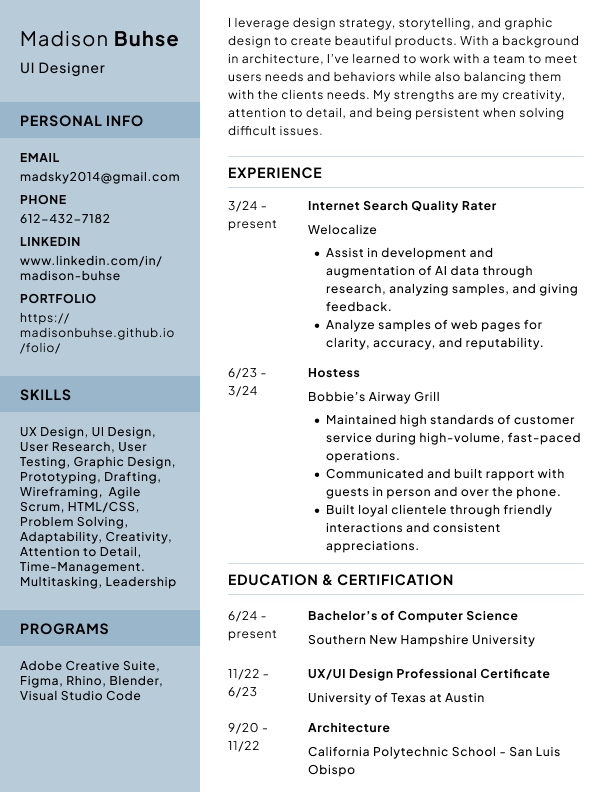 Madison Buhse
UI Designer
PERSONAL INFO
EMAIL
madsky2014@gmail.com
PHONE
612-432-7182
LINKEDIN
www.linkedin.com/in/
madison-buhse
PORTFOLIO
https://
madisonbuhse.github.io
/folio/
SKILLS
UX Design, UI Design,
User Research, User
Testing, Graphic Design,
Prototyping, Drafting,
Wireframing, Agile
Scrum, HTML/CSS,
Problem Solving,
Adaptability, Creativity,
Attention to Detail,
Time-Management.
Multitasking, Leadership
PROGRAMS
Adobe Creative Suite,
Figma, Rhino, Blender,
Visual Studio Code
I leverage design strategy, storytelling, and graphic
design to create beautiful products. With a background
in architecture, I've learned to work with a team to meet
users needs and behaviors while also balancing them
with the clients needs. My strengths are my creativity,
attention to detail, and being persistent when solving
difficult issues.
EXPERIENCE
3/24 -
present
Internet Search Quality Rater
Welocalize
• Assist in development and
augmentation of AI data through
research, analyzing samples, and giving
feedback.
• Analyze samples of web pages for
clarity, accuracy, and reputability.
6/23 -
3/24
Hostess
Bobbie's Airway Grill
• Maintained high standards of customer
service during high-volume, fast-paced
operations.
• Communicated and built rapport with
guests in person and over the phone.
• Built loyal clientele through friendly
interactions and consistent
appreciations.
EDUCATION & CERTIFICATION
6/24 -
present
Bachelor's of Computer Science
Southern New Hampshire University
11/22 -
6/23
UX/UI Design Professional Certificate
University of Texas at Austin
9/20 -
11/22
Architecture
California Polytechnic School - San Luis
Obispo